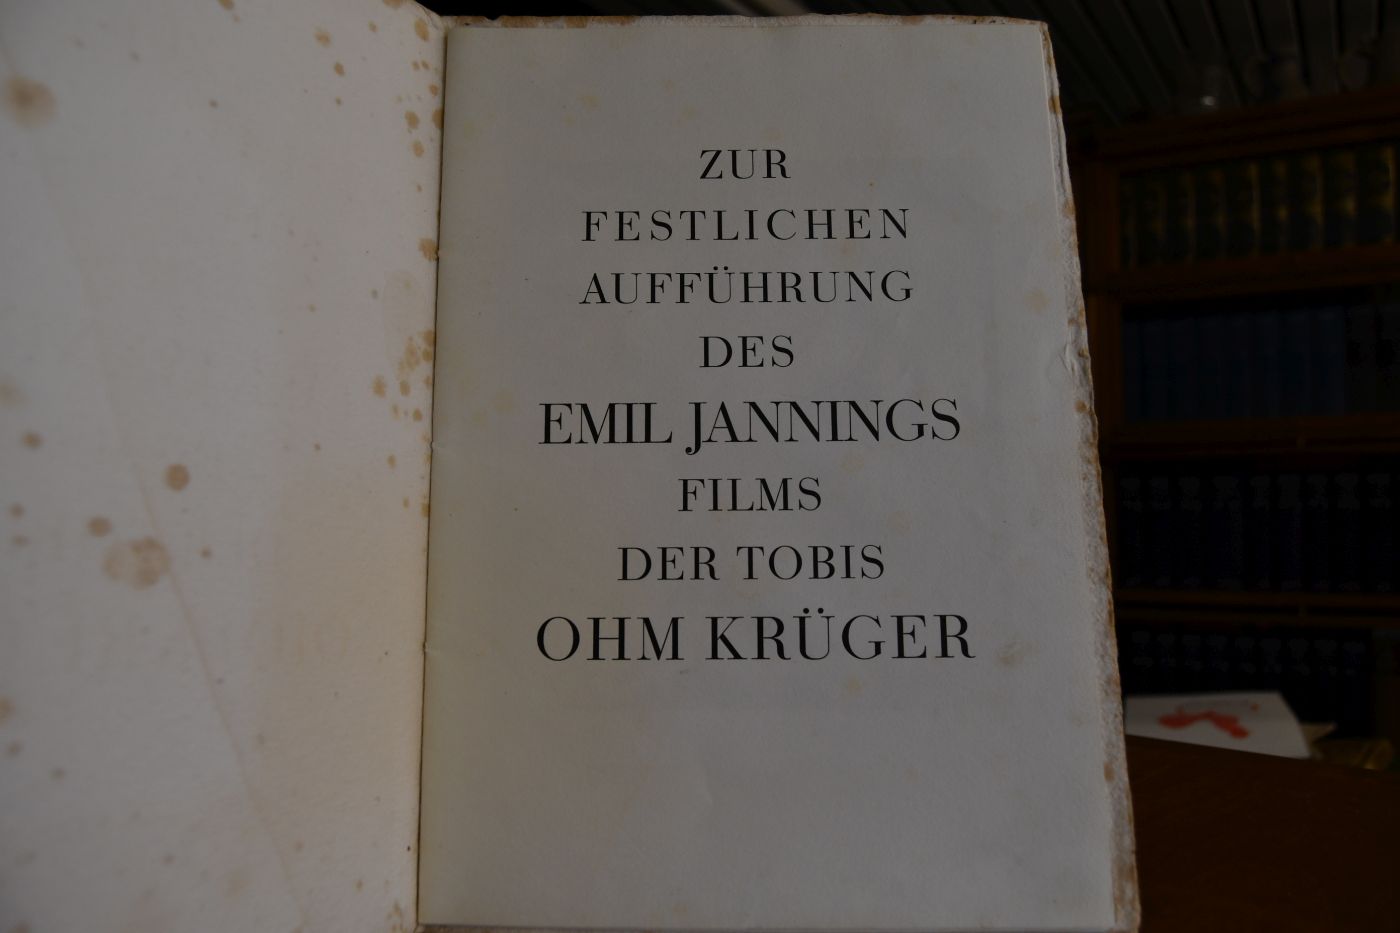 ZUR
FESTLICHEN
AUFFÜHRUNG
DES
EMIL JANNINGS
FILMS
DER TOBIS
OHM KRÜGER